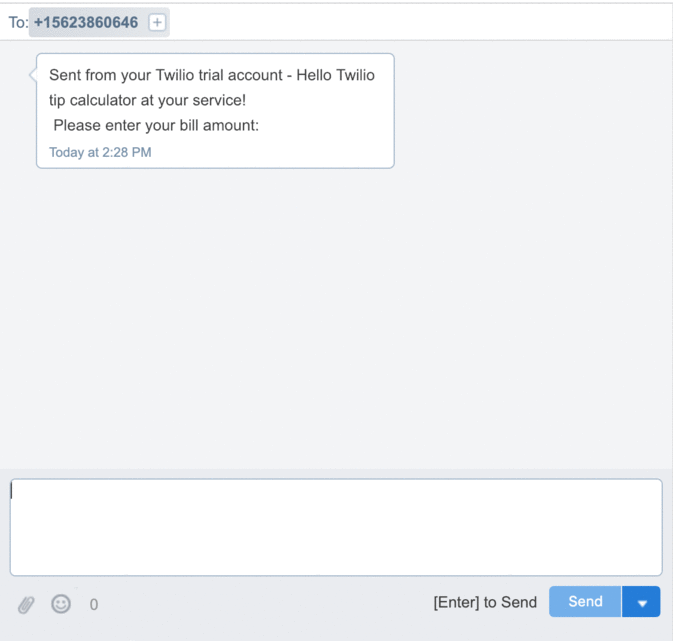 To: +15623860646 +
Sent from your Twilio trial account - Hello Twilio
tip calculator at your service!
Please enter your bill amount:
Today at 2:28 PM
0 [Enter] to Send Send